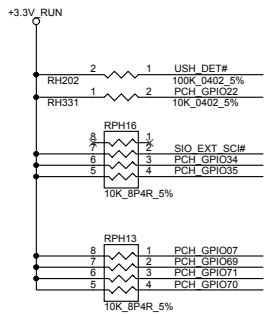 +3.3V_RUN
2 1 USH_DET#
RH202 100K_0402_5%
1 2 PCH_GPIO22
RH331 10K_0402_5%
RPH16
8 1
7 2 SIO_EXT_SCI#
6 3 PCH_GPIO34
5 4 PCH_GPIO35
10K_8P4R_5%
RPH13
8 1 PCH_GPIO07
7 2 PCH_GPIO69
6 3 PCH_GPIO71
5 4 PCH_GPIO70
10K_8P4R_5%